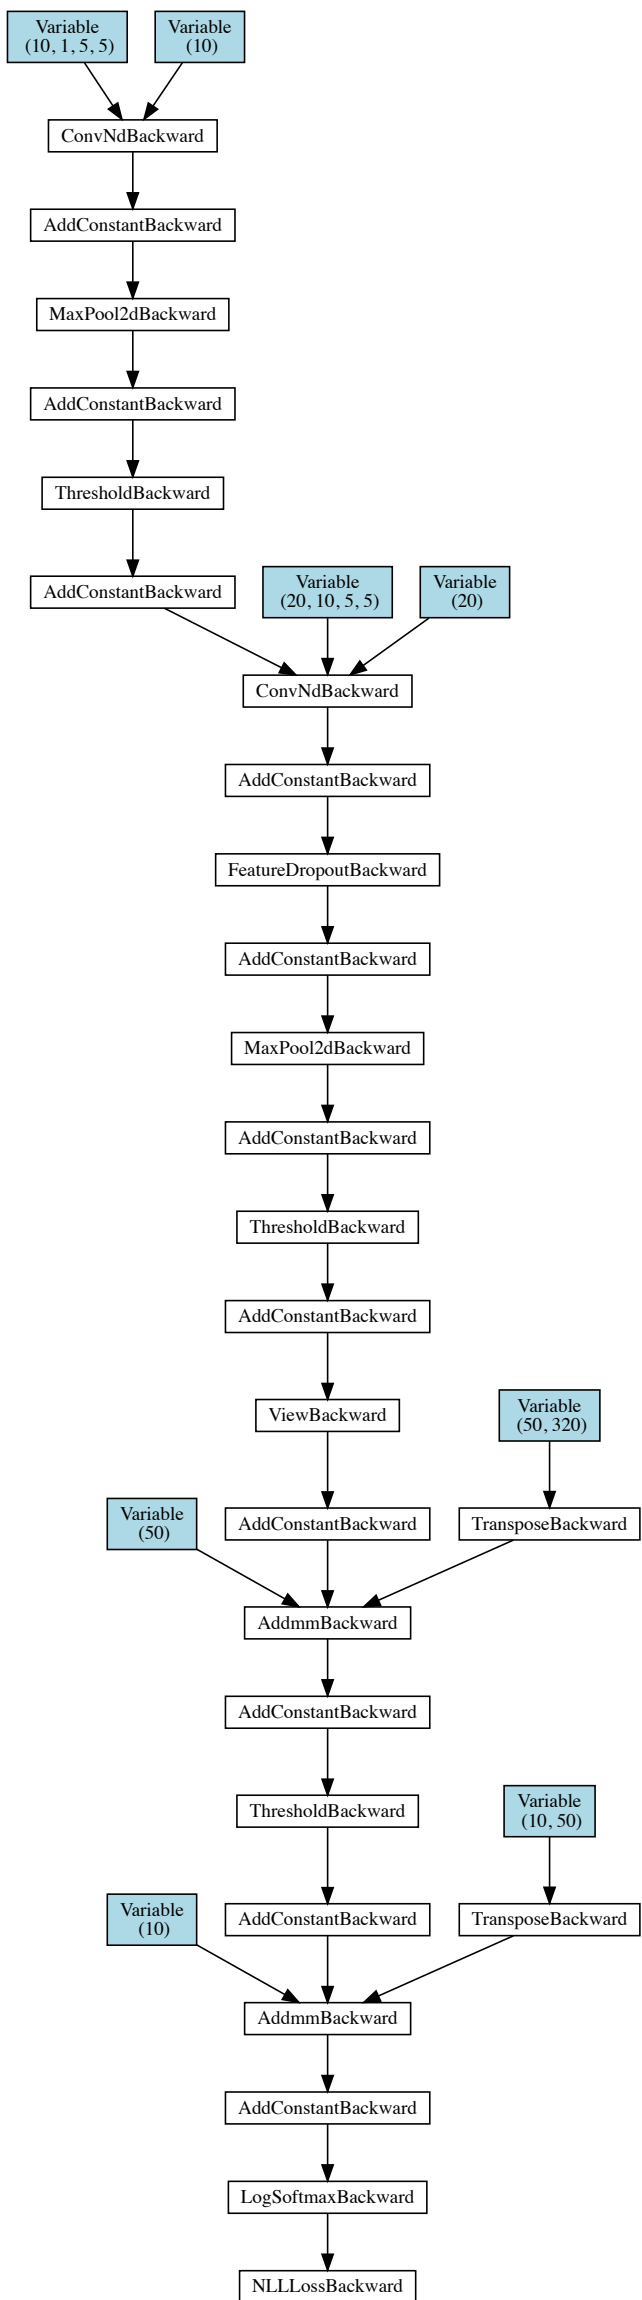 Variable
(10, 1, 5, 5)
Variable
(10)
ConvNdBackward
AddConstantBackward
MaxPool2dBackward
AddConstantBackward
ThresholdBackward
AddConstantBackward
Variable
(20, 10, 5, 5)
Variable
(20)
ConvNdBackward
AddConstantBackward
FeatureDropoutBackward
AddConstantBackward
MaxPool2dBackward
AddConstantBackward
ThresholdBackward
AddConstantBackward
ViewBackward
Variable
(50, 320)
Variable
(50)
AddConstantBackward
TransposeBackward
AddmmBackward
AddConstantBackward
ThresholdBackward
Variable
(10, 50)
Variable
(10)
AddConstantBackward
TransposeBackward
AddmmBackward
AddConstantBackward
LogSoftmaxBackward
NLLLossBackward